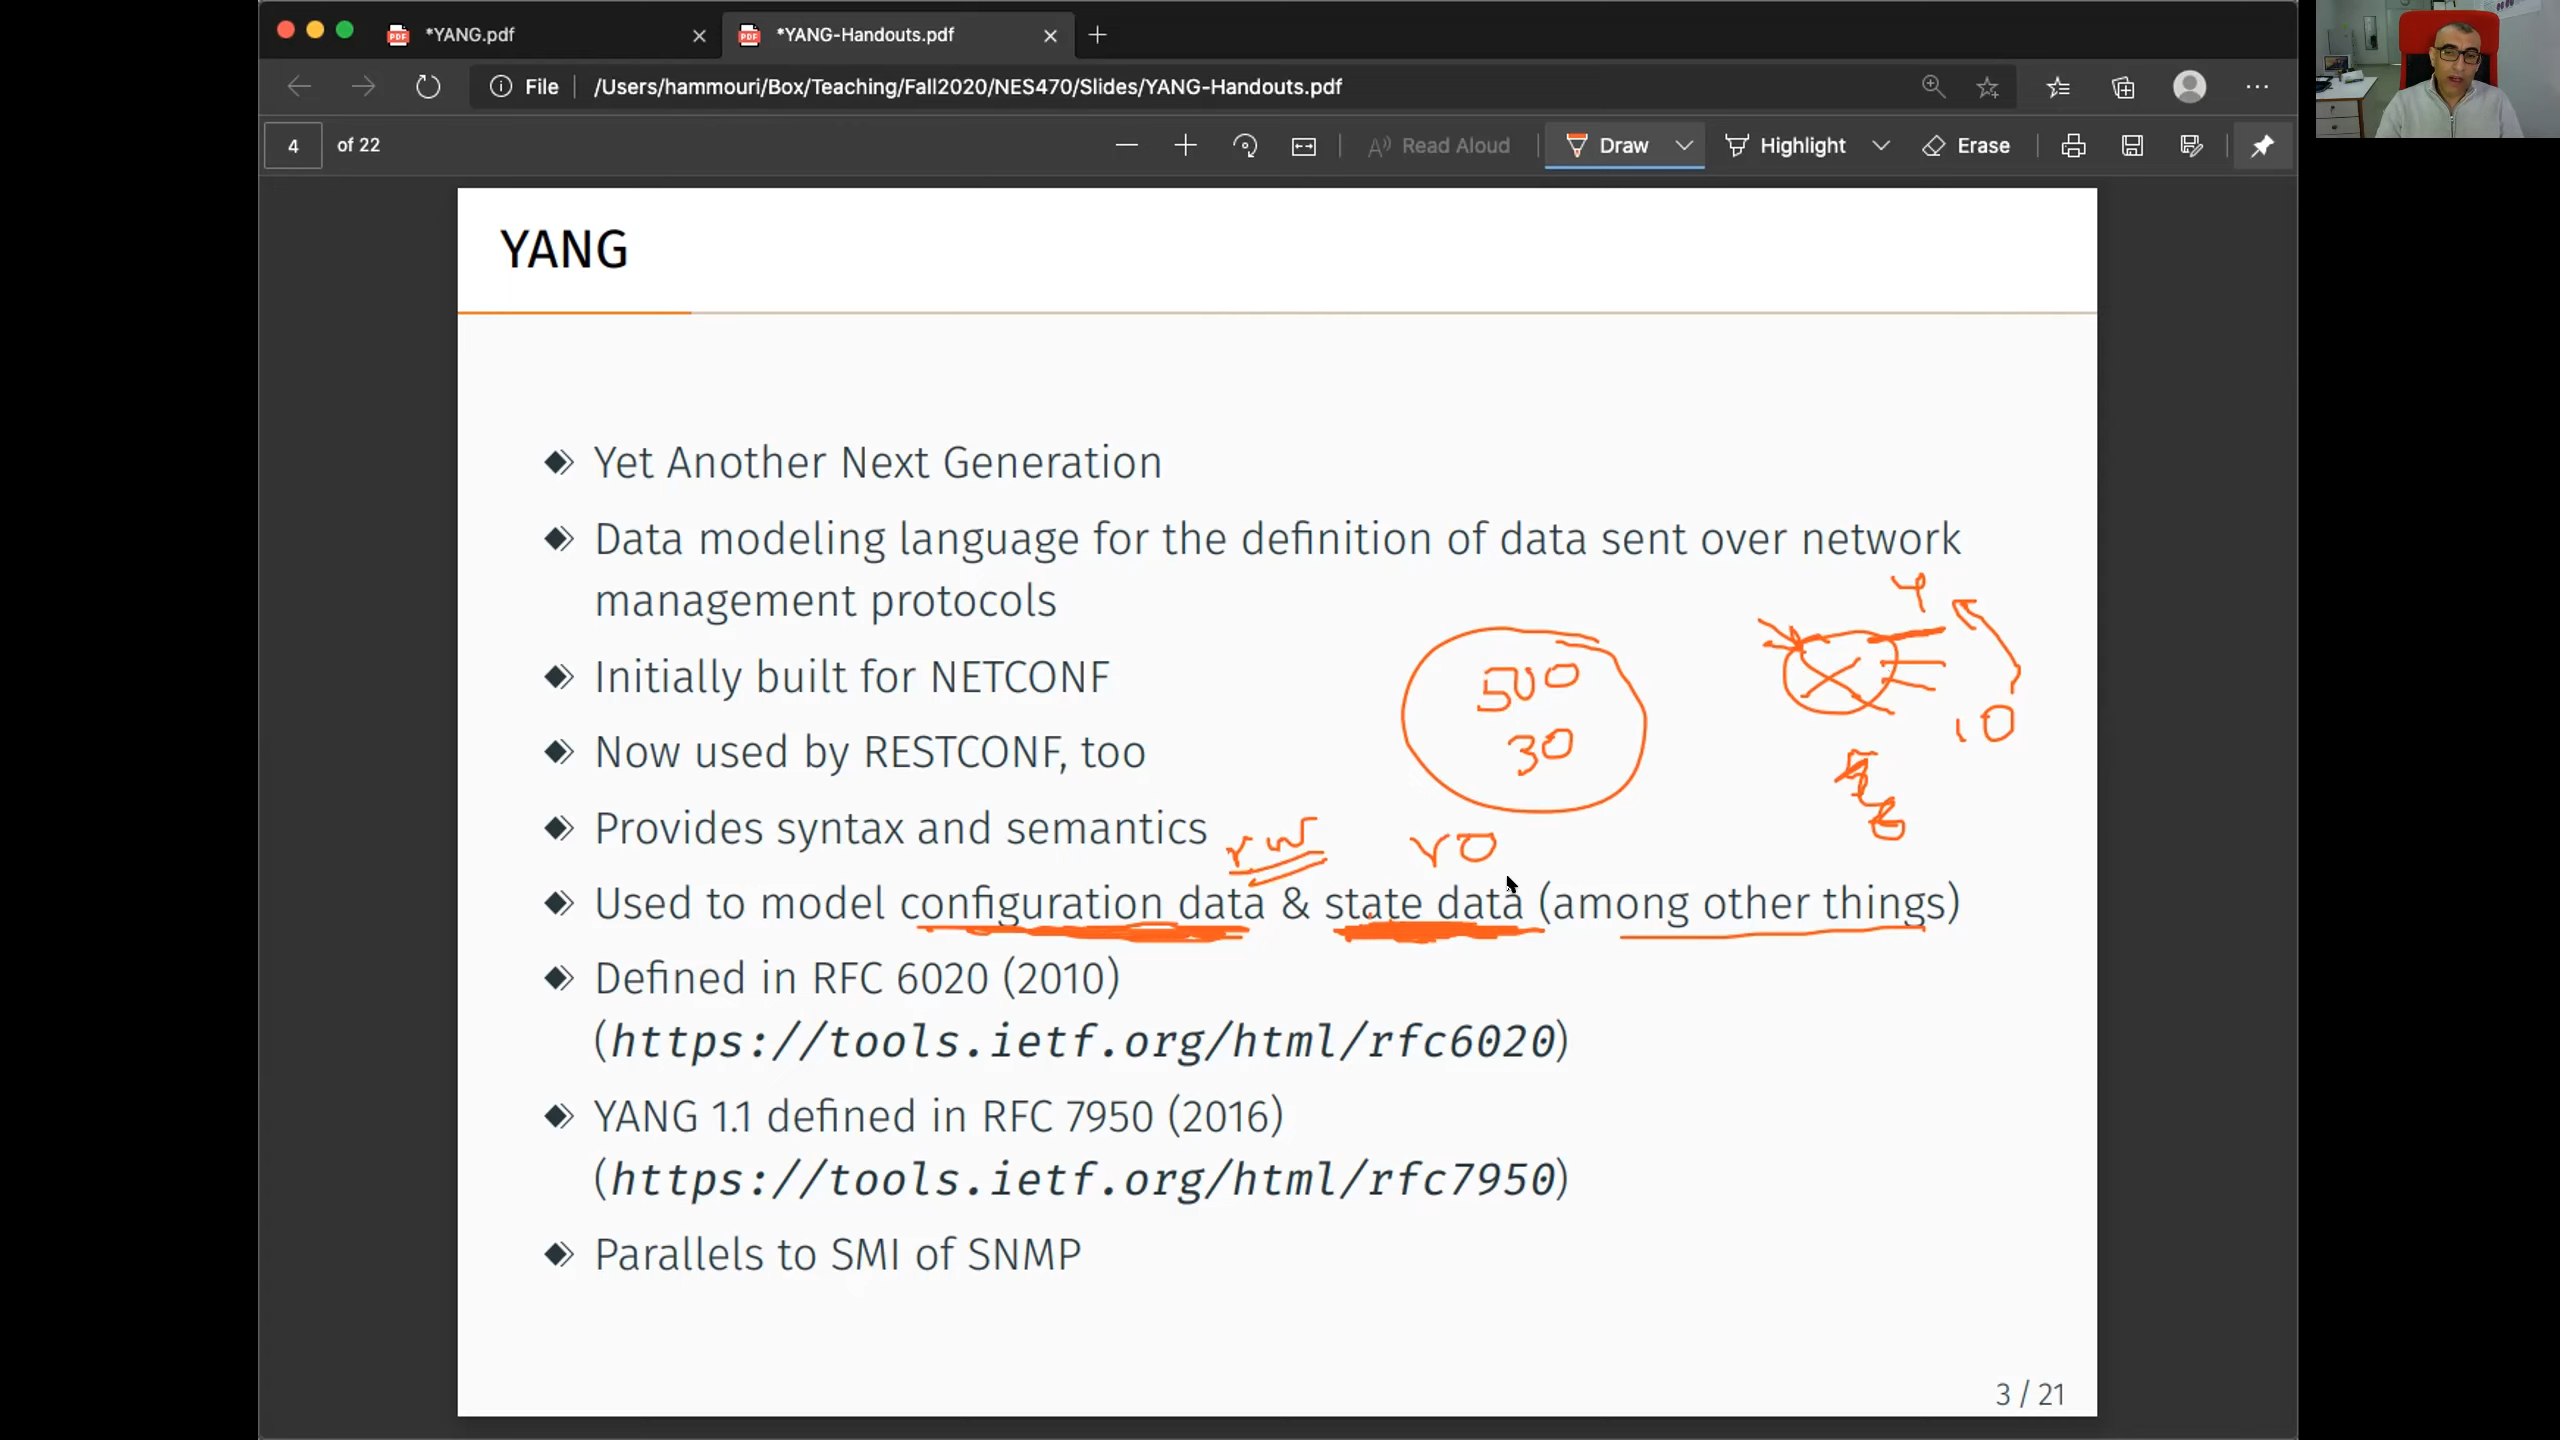 *YANG.pdf
*YANG-Handouts.pdf
File
/Users/hammouri/Box/Teaching/Fall2020/NES470/Slides/YANG-Handouts.pdf
4 of 22
Read Aloud
Draw
Highlight
Erase
YANG
Yet Another Next Generation
Data modeling language for the definition of data sent over network
management protocols
4
Initially built for NETCONF
500
10
Now used by RESTCONF, too
30
Provides syntax and semantics
rw
ro
Used to model configuration data & state data (among other things)
Defined in RFC 6020 (2010)
(https://tools.ietf.org/html/rfc6020)
YANG 1.1 defined in RFC 7950 (2016)
(https://tools.ietf.org/html/rfc7950)
Parallels to SMI of SNMP
3 / 21